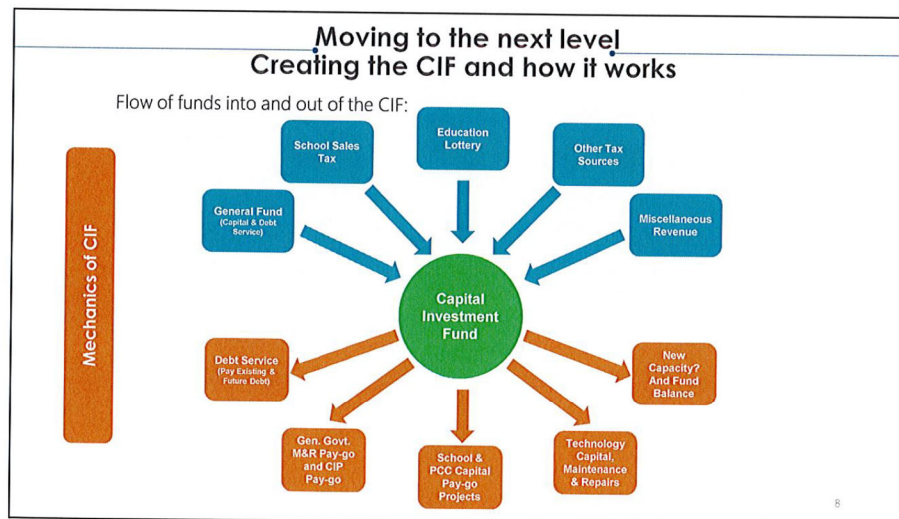 Moving to the next level
Creating the CIF and how it works
Flow of funds into and out of the CIF:
Mechanics of CIF
General Fund
(Capital & Debt
Service)
School Sales
Tax
Education
Lottery
Other Tax
Sources
Miscellaneous
Revenue
Capital
Investment
Fund
Debt Service
(Pay Existing &
Future Debt)
Gen. Govt.
M&R Pay-go
and CIP
Pay-go
School &
PCC Capital
Pay-go
Projects
Technology
Capital,
Maintenance
& Repairs
New
Capacity?
And Fund
Balance
8